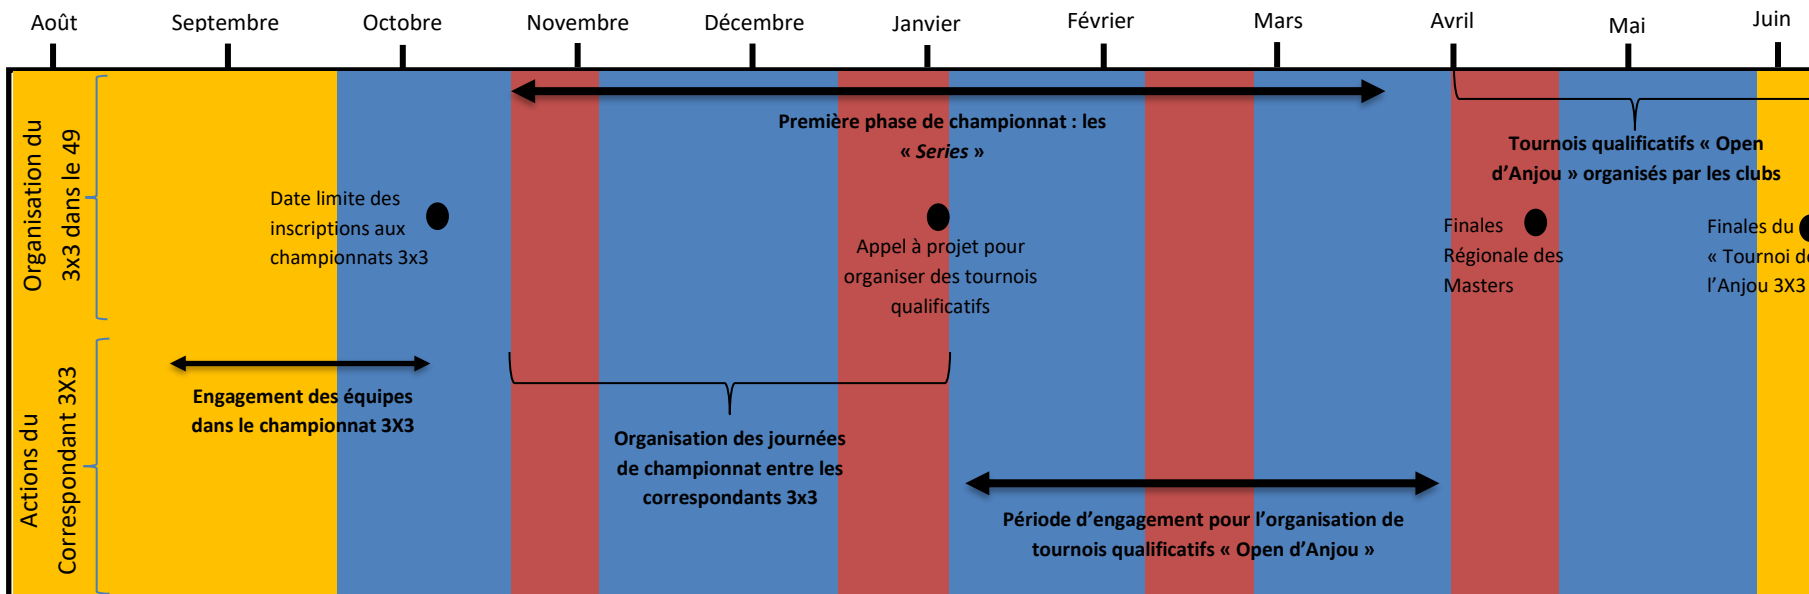 Août
Septembre
Octobre
Novembre
Décembre
Janvier
Février
Mars
Avril
Mai
Juin
Organisation du
3x3 dans le 49
Première phase de championnat : les
« Series »
Tournois qualificatifs « Open
d’Anjou » organisés par les clubs
Date limite des
inscriptions aux
championnats 3x3
Appel à projet pour
organiser des tournois
qualificatifs
Finales
Régionale des
Masters
Finales du
« Tournoi de
l’Anjou 3X3
Actions du
Correspondant 3X3
Engagement des équipes
dans le championnat 3X3
Organisation des journées
de championnat entre les
correspondants 3x3
Période d’engagement pour l’organisation de
tournois qualificatifs « Open d’Anjou »